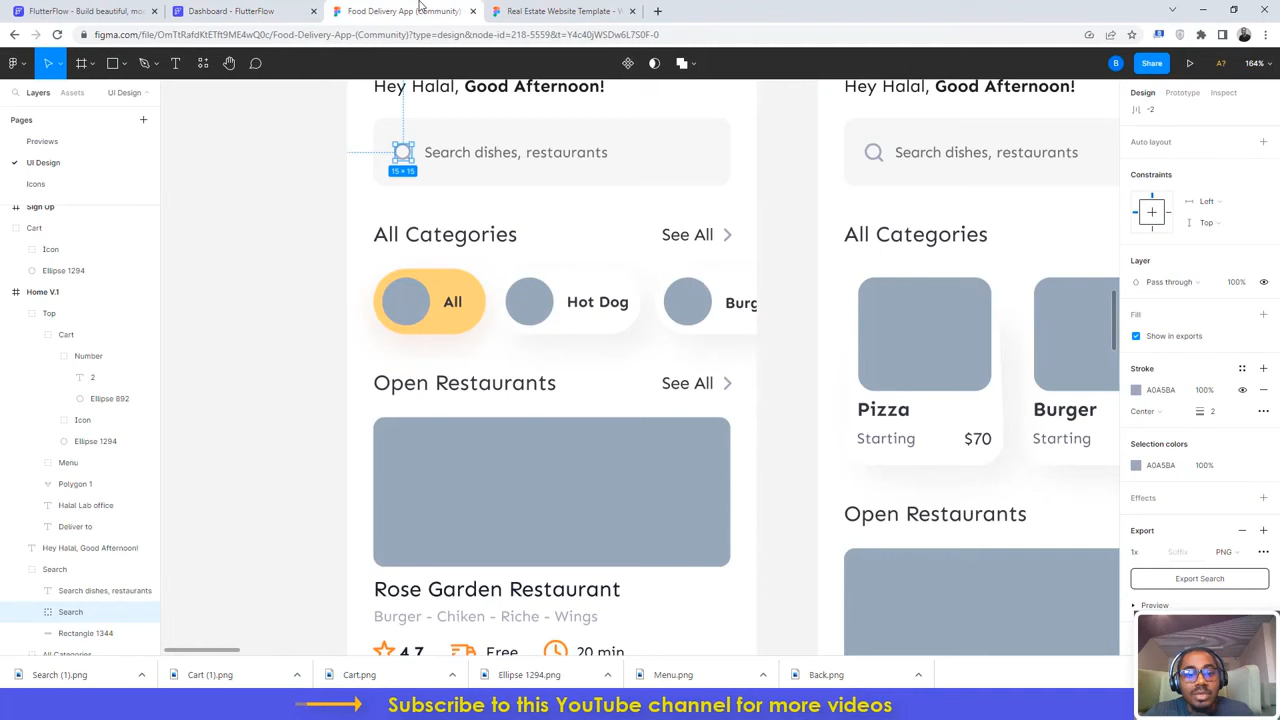 FlutterFlow - Build beautiful, mo
Dashboard - FlutterFlow
Food Delivery App (Community)
Real Estate Website Template - W
figma.com/file/OmTtRafdKtETft9ME4wQ0c/Food-Delivery-App-(Community)?type=design&node-id=218-5559&t=Y4c40jWSDw6L7S0F-0
B
Share
A?
164%
Layers
Assets
UI Design
Pages
Previews
UI Design
Icons
Sign Up
Cart
Icon
Ellipse 1294
Home V.1
Top
Cart
Number
2
Ellipse 892
Icon
Ellipse 1294
Menu
Polygon 1
Halal Lab office
Deliver to
Hey Halal, Good Afternoon!
Search
Search dishes, restaurants
Search
Rectangle 1344
All Categories
Hey Halal, Good Afternoon!
Search dishes, restaurants
15 × 15
All Categories
See All
All
Hot Dog
Burg
Open Restaurants
See All
Rose Garden Restaurant
Burger - Chiken - Riche - Wings
4.7
Free
20 min
Hey Halal, Good Afternoon!
Search dishes, restaurants
All Categories
Pizza
Starting
$70
Burger
Starting
Open Restaurants
Design
Prototype
Inspect
-2
Auto layout
Constraints
Left
Top
Layer
Pass through
100%
Fill
Show in exports
Stroke
A0A5BA
100%
Center
2
Selection colors
A0A5BA
100%
Effects
Export
1x
Suffix
PNG
Export Search
Preview
Search (1).png
Cart (1).png
Cart.png
Ellipse 1294.png
Menu.png
Back.png
Subscribe to this YouTube channel for more videos